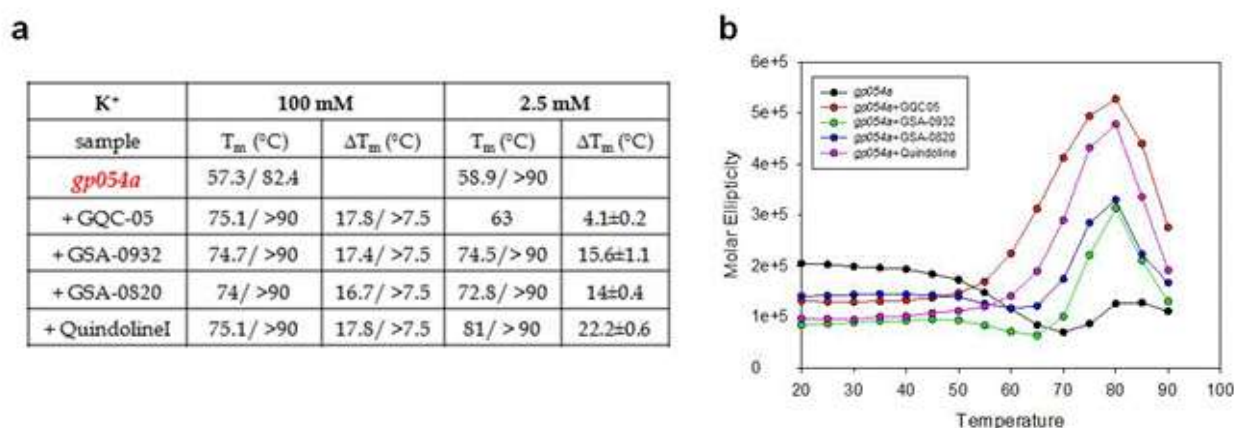 a
K⁺ 100 mM 2.5 mM
sample Tm (°C) ΔTm (°C) Tm (°C) ΔTm (°C)
gp054a 57.3/ 82.4 58.9/ >90
+ GQC-05 75.1/ >90 17.8/ >7.5 63 4.1±0.2
+ GSA-0932 74.7/ >90 17.4/ >7.5 74.5/> 90 15.6±1.1
+ GSA-0820 74/ >90 16.7/ >7.5 72.8/ >90 14±0.4
+ QuindolineI 75.1/ >90 17.8/ >7.5 81/ > 90 22.2±0.6
b
6e+5
5e+5
4e+5
3e+5
2e+5
1e+5
0
Molar Ellipticity
gp054a
gp054a+GQC05
gp054a+GSA-0932
gp054a+GSA-0820
gp054a+Quindoline
20 30 40 50 60 70 80 90 100
Temperature